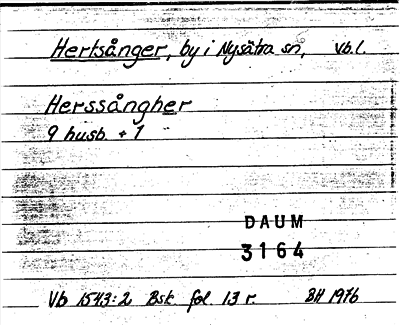 Hertsånger, by i Nysätra sn, Vb.l.
Herssångher
9 husb. + 1
DAUM
3164
Vb 1543:2 Bsk. fol. 13 r. BH 1976